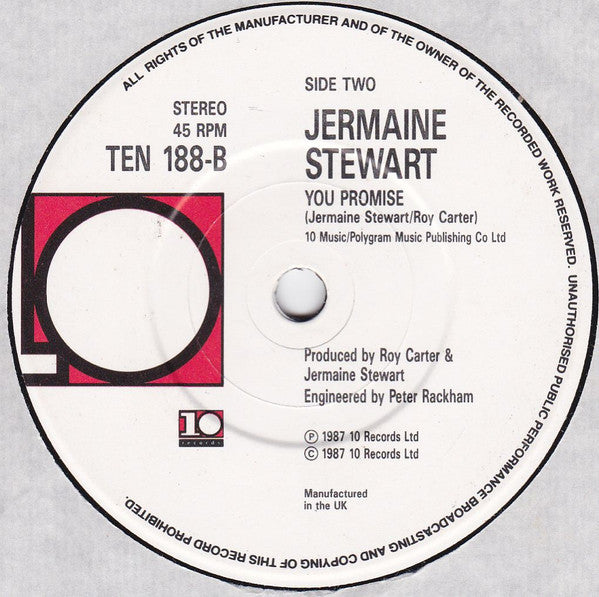 ALL RIGHTS OF THE MANUFACTURER AND OF THE OWNER OF THE RECORDED WORK RESERVED. UNAUTHORISED PUBLIC PERFORMANCE BROADCASTING AND COPYING OF THIS RECORD PROHIBITED.
STEREO
45 RPM
TEN 188-B
SIDE TWO
JERMAINE
STEWART
YOU PROMISE
(Jermaine Stewart/Roy Carter)
10 Music/Polygram Music Publishing Co Ltd
10
Produced by Roy Carter &
Jermaine Stewart
Engineered by Peter Rackham
10
records
℗ 1987 10 Records Ltd
© 1987 10 Records Ltd
Manufactured
in the UK